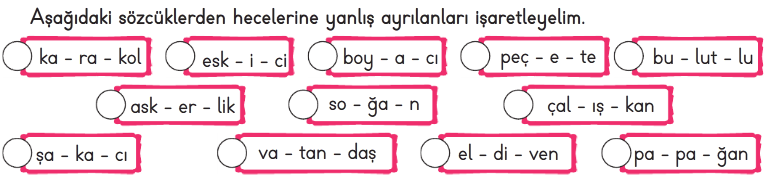 Aşağıdaki sözcüklerden hecelerine yanlış ayrılanları işaretleyelim.
ka – ra – kol esk – i – ci boy – a – cı peç – e – te bu – lut – lu
ask – er – lik so – ğa – n çal – ış – kan
şa – ka – cı va – tan – daş el – di – ven pa – pa – ğan